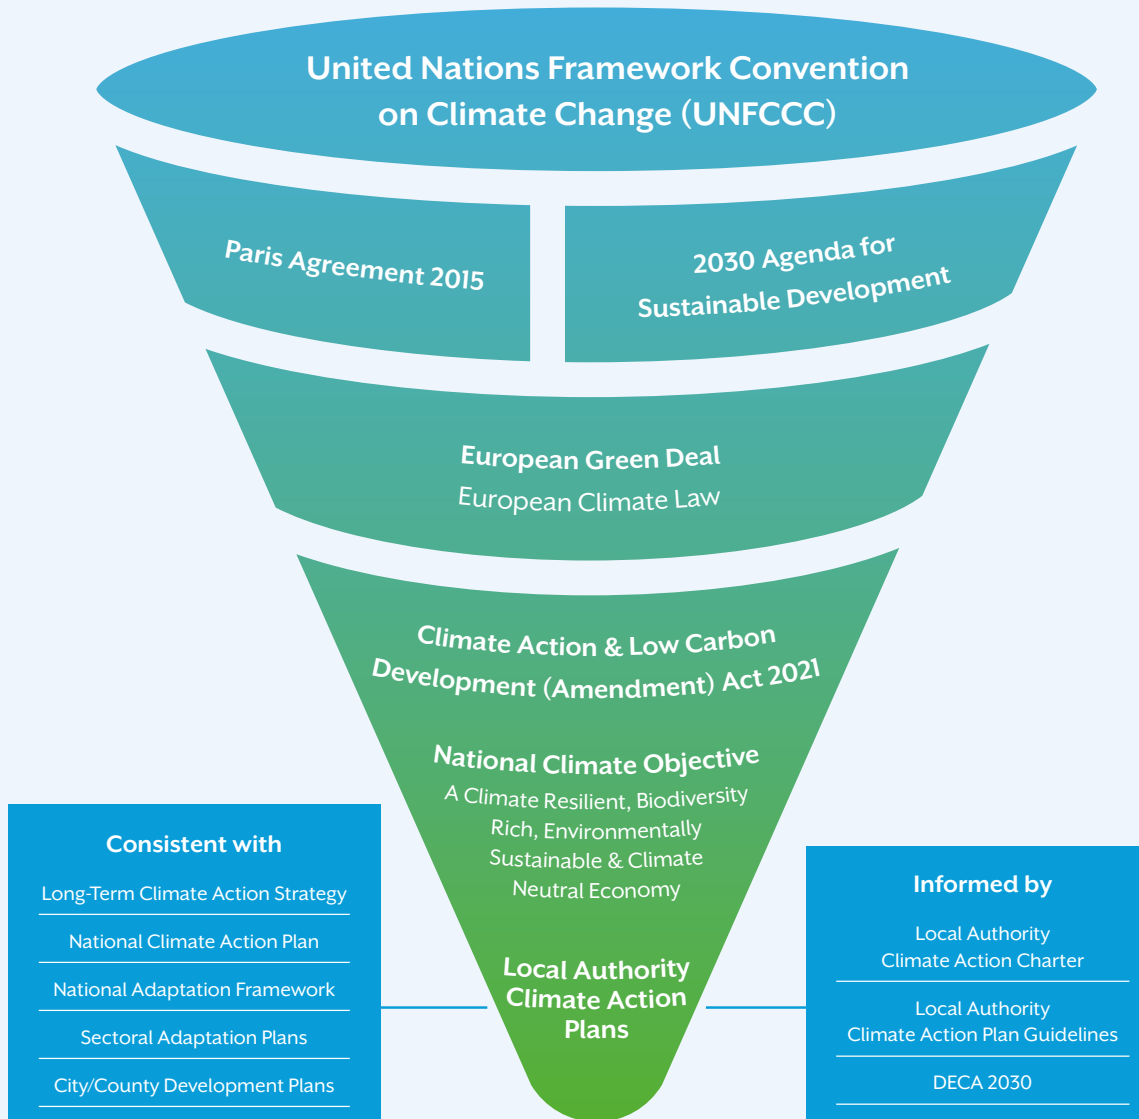 United Nations Framework Convention
on Climate Change (UNFCCC)
Paris Agreement 2015
2030 Agenda for
Sustainable Development
European Green Deal
European Climate Law
Climate Action & Low Carbon
Development (Amendment) Act 2021
National Climate Objective
A Climate Resilient, Biodiversity
Rich, Environmentally
Sustainable & Climate
Neutral Economy
Local Authority
Climate Action
Plans
Consistent with
Long-Term Climate Action Strategy
National Climate Action Plan
National Adaptation Framework
Sectoral Adaptation Plans
City/County Development Plans
Informed by
Local Authority
Climate Action Charter
Local Authority
Climate Action Plan Guidelines
DECA 2030